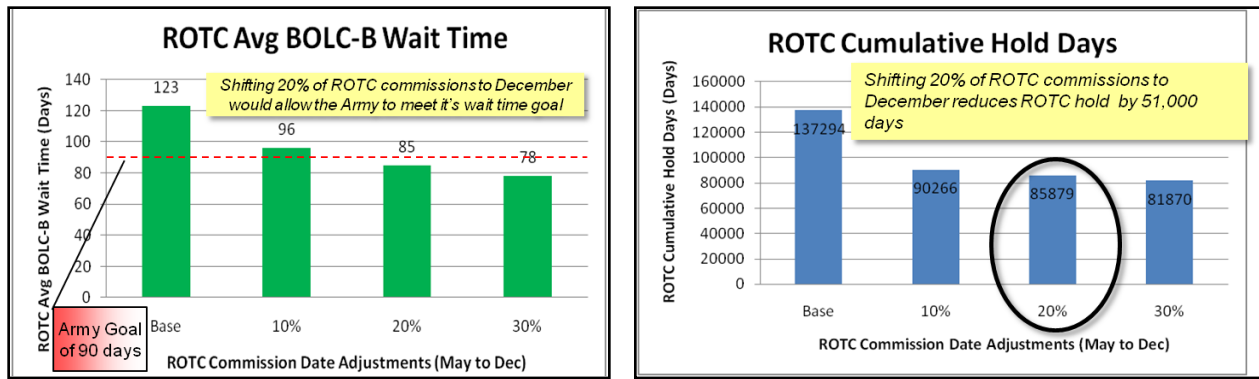 ROTC Avg BOLC-B Wait Time
Shifting 20% of ROTC commissions to December
would allow the Army to meet it's wait time goal
ROTC Avg BOLC-B Wait Time (Days)
140
120
100
80
60
40
20
0
123
96
85
78
Base
10%
20%
30%
Army Goal
of 90 days
ROTC Commission Date Adjustments (May to Dec)
ROTC Cumulative Hold Days
Shifting 20% of ROTC commissions to
December reduces ROTC hold by 51,000
days
ROTC Cumulative Hold Days (Days)
160000
140000
120000
100000
80000
60000
40000
20000
0
137294
90266
85879
81870
Base
10%
20%
30%
ROTC Commission Date Adjustments (May to Dec)